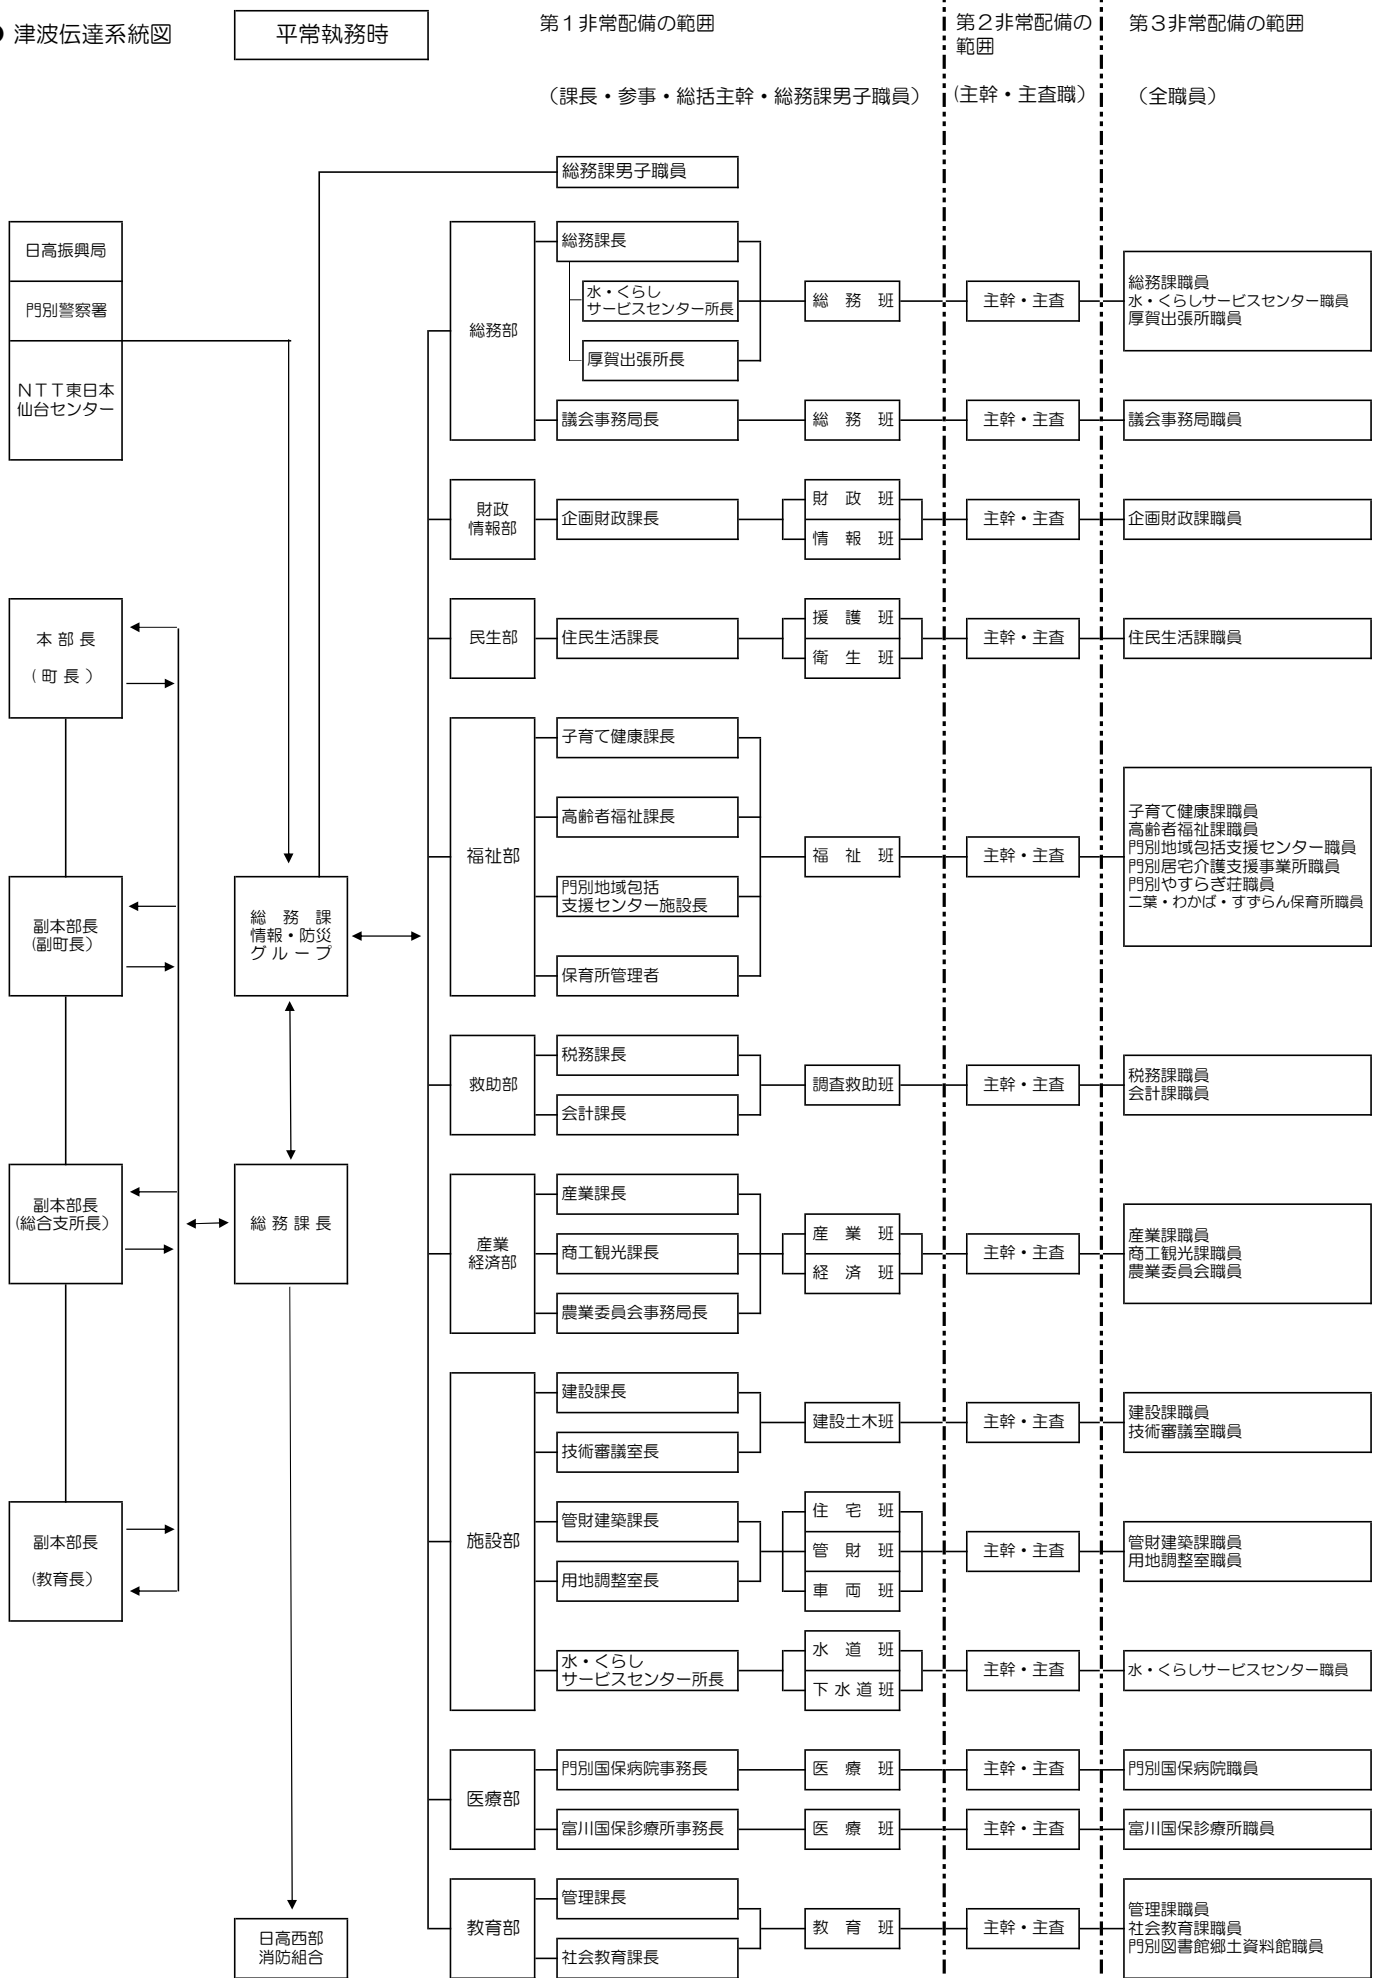 津波伝達系統図
平常執務時
第１非常配備の範囲
（課長・参事・総括主幹・総務課男子職員）
第２非常配備の
範囲
(主幹・主査職）
第３非常配備の範囲
（全職員）
総務課男子職員
日高振興局
門別警察署
ＮＴＴ東日本
仙台センター
総務部
総務課長
水・くらし
サービスセンター所長
厚賀出張所長
総　務　班
主幹・主査
総務課職員
水・くらしサービスセンター職員
厚賀出張所職員
議会事務局長
総　務　班
主幹・主査
議会事務局職員
財政
情報部
企画財政課長
財　政　班
情　報　班
主幹・主査
企画財政課職員
本 部 長
（ 町 長 ）
民生部
住民生活課長
援　護　班
衛　生　班
主幹・主査
住民生活課職員
副本部長
(副町長）
総　務　課
情報・防災
グ ル ー プ
福祉部
子育て健康課長
高齢者福祉課長
門別地域包括
支援センター施設長
保育所管理者
福　祉　班
主幹・主査
子育て健康課職員
高齢者福祉課職員
門別地域包括支援センター職員
門別居宅介護支援事業所職員
門別やすらぎ荘職員
二葉・わかば・すずらん保育所職員
救助部
税務課長
会計課長
調査救助班
主幹・主査
税務課職員
会計課職員
副本部長
(総合支所長）
総 務 課 長
産業
経済部
産業課長
商工観光課長
農業委員会事務局長
産　業　班
経　済　班
主幹・主査
産業課職員
商工観光課職員
農業委員会職員
副本部長
(教育長）
施設部
建設課長
技術審議室長
建設土木班
主幹・主査
建設課職員
技術審議室職員
管財建築課長
用地調整室長
住　宅　班
管　財　班
車　両　班
主幹・主査
管財建築課職員
用地調整室職員
水・くらし
サービスセンター所長
水　道　班
下 水 道 班
主幹・主査
水・くらしサービスセンター職員
医療部
門別国保病院事務長
医　療　班
主幹・主査
門別国保病院職員
富川国保診療所事務長
医　療　班
主幹・主査
富川国保診療所職員
日高西部
消防組合
教育部
管理課長
社会教育課長
教　育　班
主幹・主査
管理課職員
社会教育課職員
門別図書館郷土資料館職員